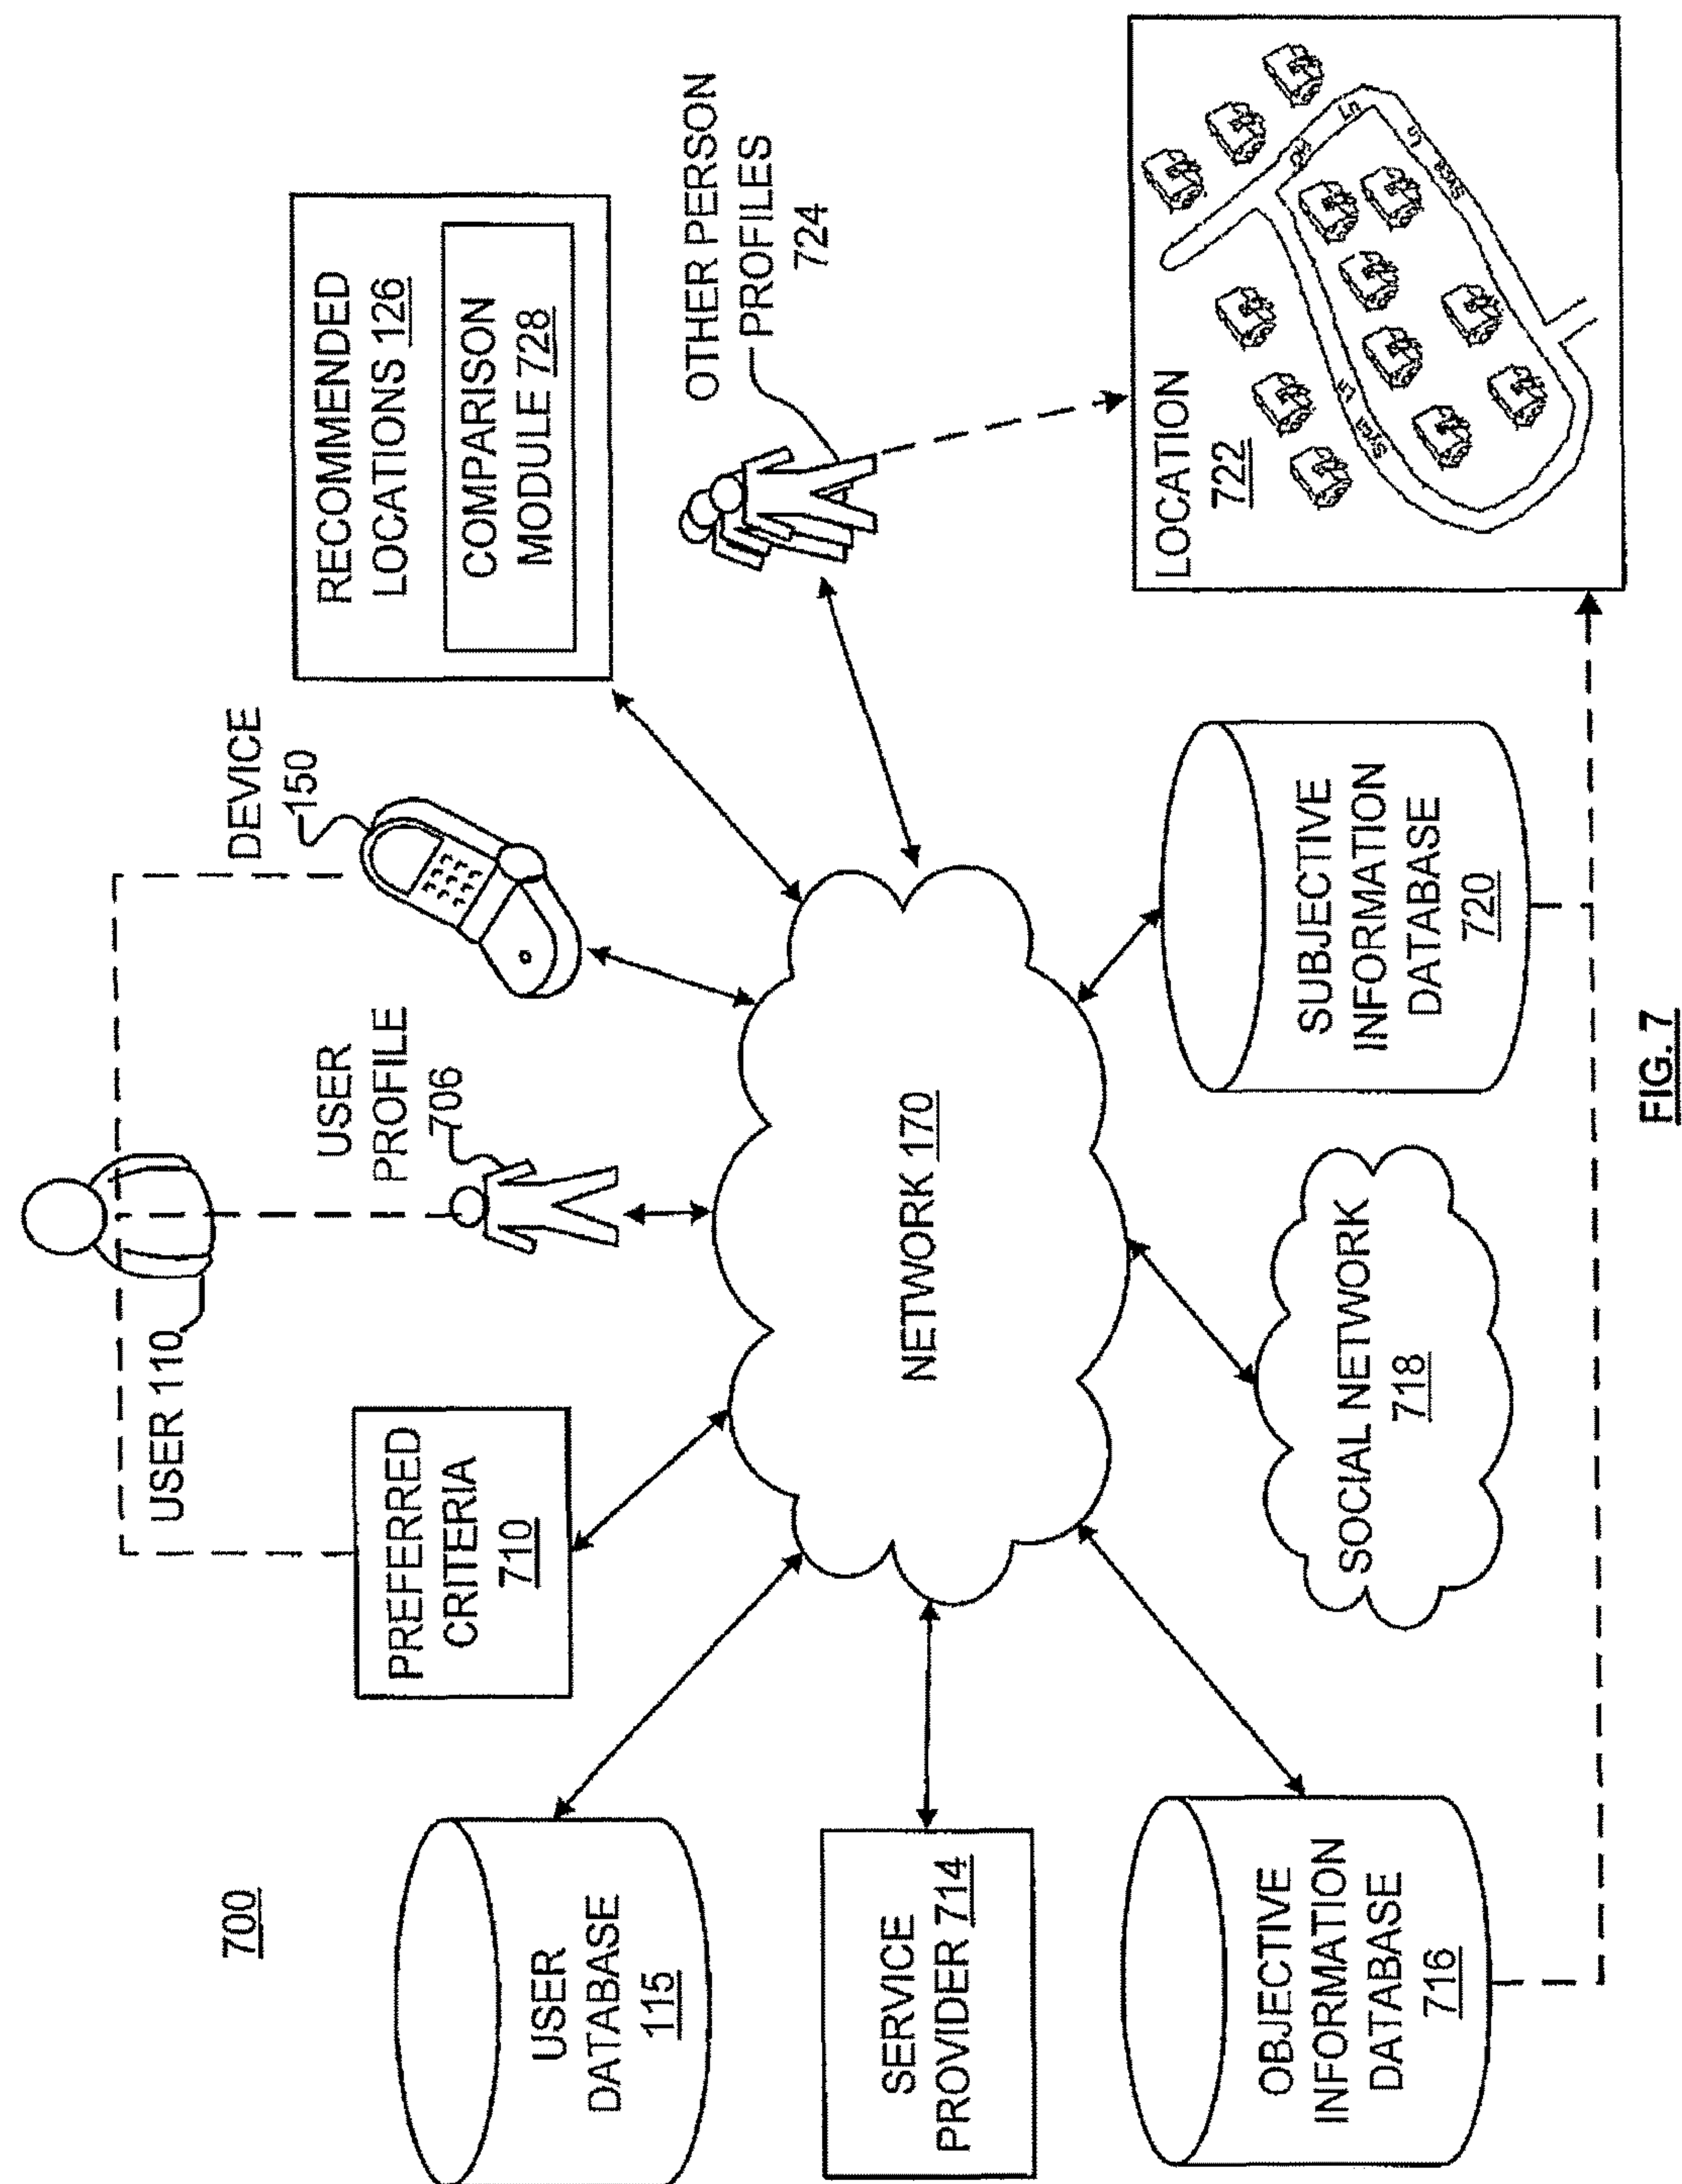 700
USER 110
DEVICE
150
USER
PROFILE
706
PREFERRED
CRITERIA
710
RECOMMENDED
LOCATIONS 126
COMPARISON
MODULE 728
USER
DATABASE
115
OTHER PERSON
PROFILES
724
SERVICE
PROVIDER 714
NETWORK 170
LOCATION
722
OBJECTIVE
INFORMATION
DATABASE
716
SOCIAL NETWORK
718
SUBJECTIVE
INFORMATION
DATABASE
720
FIG. 7